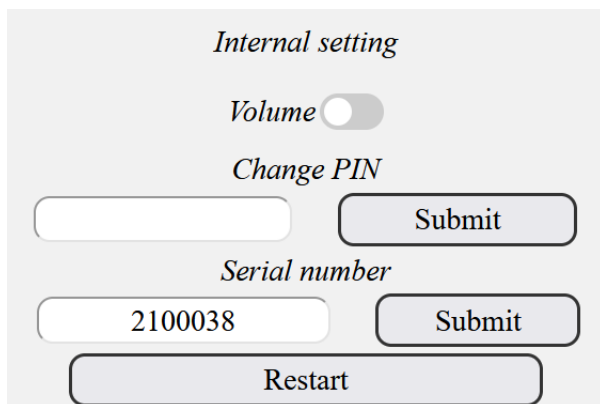 Internal setting
Volume
Change PIN
Submit
Serial number
2100038 Submit
Restart